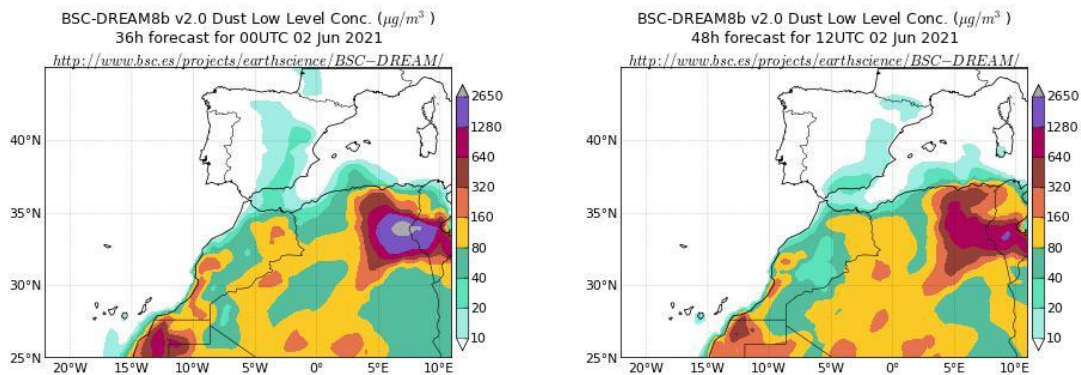 BSC-DREAM8b v2.0 Dust Low Level Conc. (μg/m³)
36h forecast for 00UTC 02 Jun 2021
http://www.bsc.es/projects/earthscience/BSC-DREAM/
40°N
35°N
30°N
25°N
20°W
15°W
10°W
5°W
0°
5°E
10°E
2650
1280
640
320
160
80
40
20
10
BSC-DREAM8b v2.0 Dust Low Level Conc. (μg/m³)
48h forecast for 12UTC 02 Jun 2021
http://www.bsc.es/projects/earthscience/BSC-DREAM/
40°N
35°N
30°N
25°N
20°W
15°W
10°W
5°W
0°
5°E
10°E
2650
1280
640
320
160
80
40
20
10